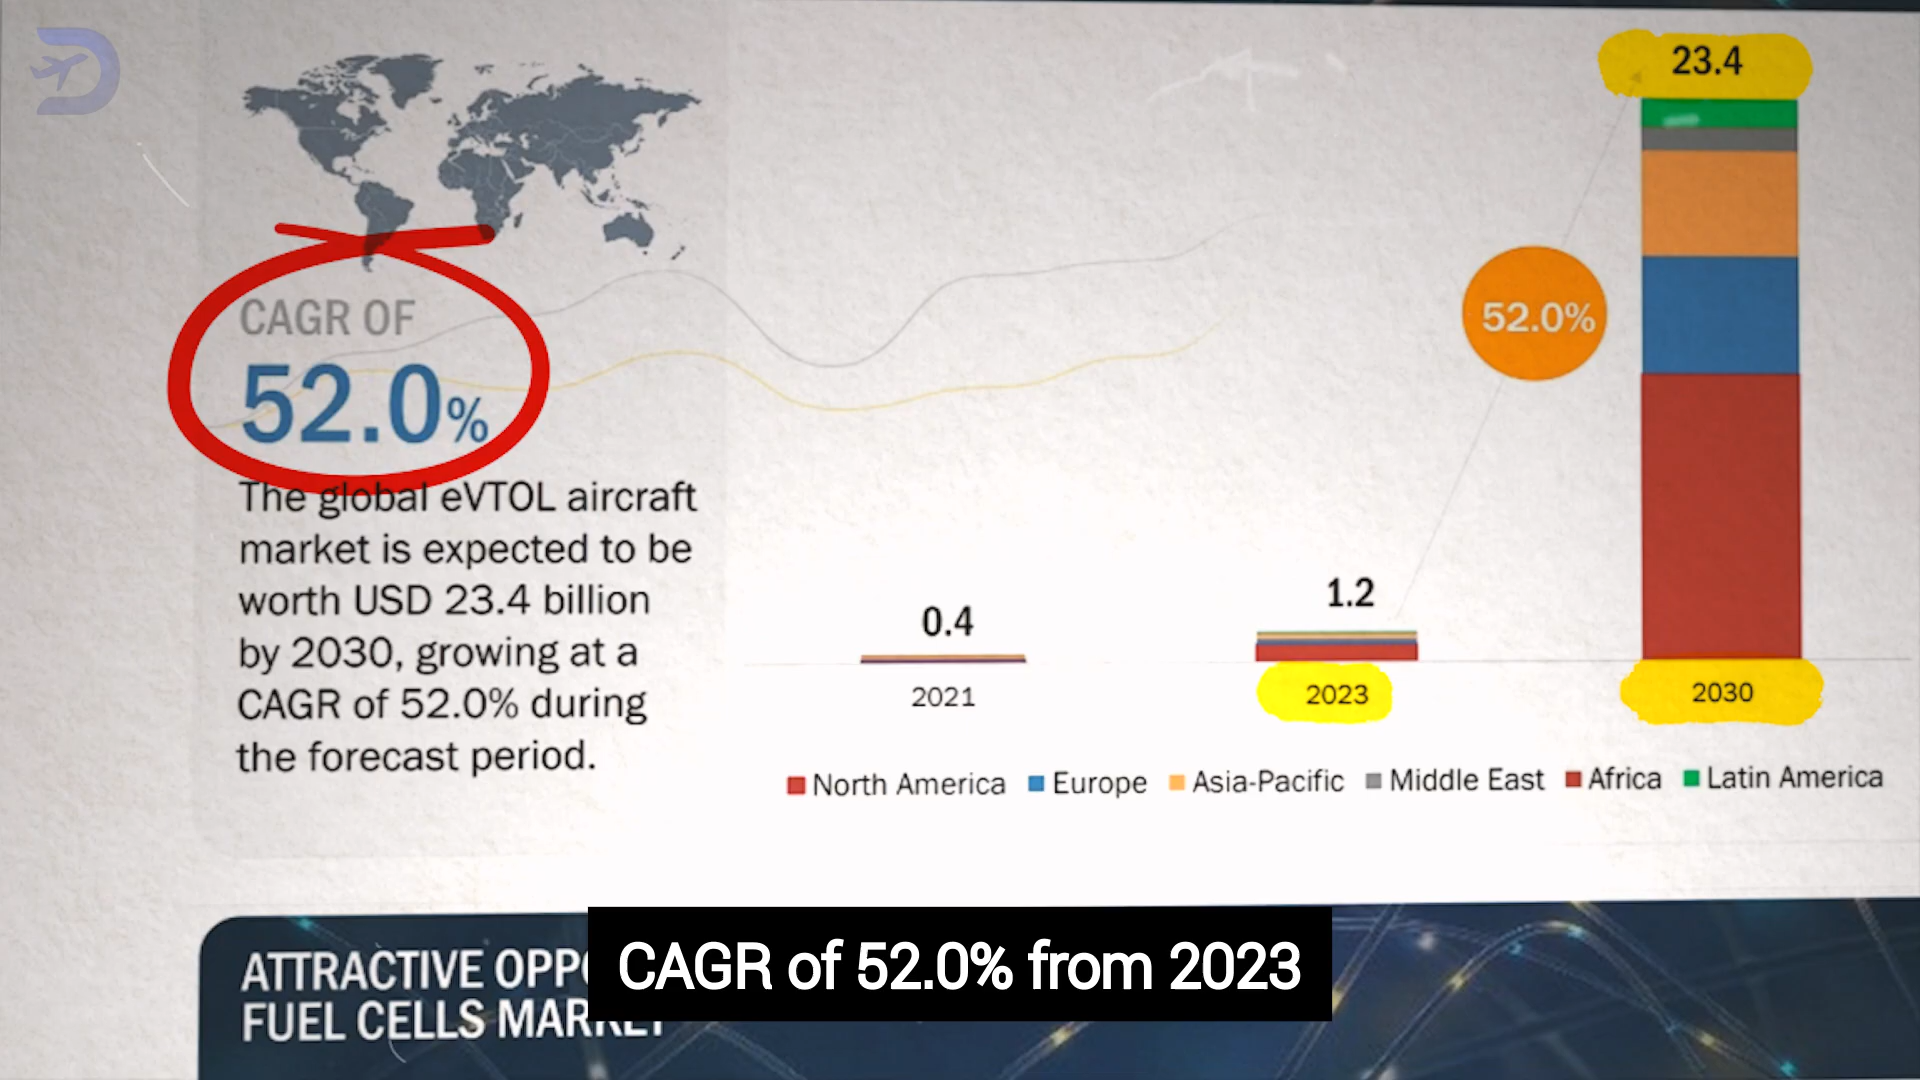 CAGR OF
52.0%
The global eVTOL aircraft
market is expected to be
worth USD 23.4 billion
by 2030, growing at a
CAGR of 52.0% during
the forecast period.
23.4
52.0%
1.2
0.4
2021
2023
2030
North America Europe Asia-Pacific Middle East Africa Latin America
ATTRACTIVE
FUEL CELLS MARKET
CAGR of 52.0% from 2023